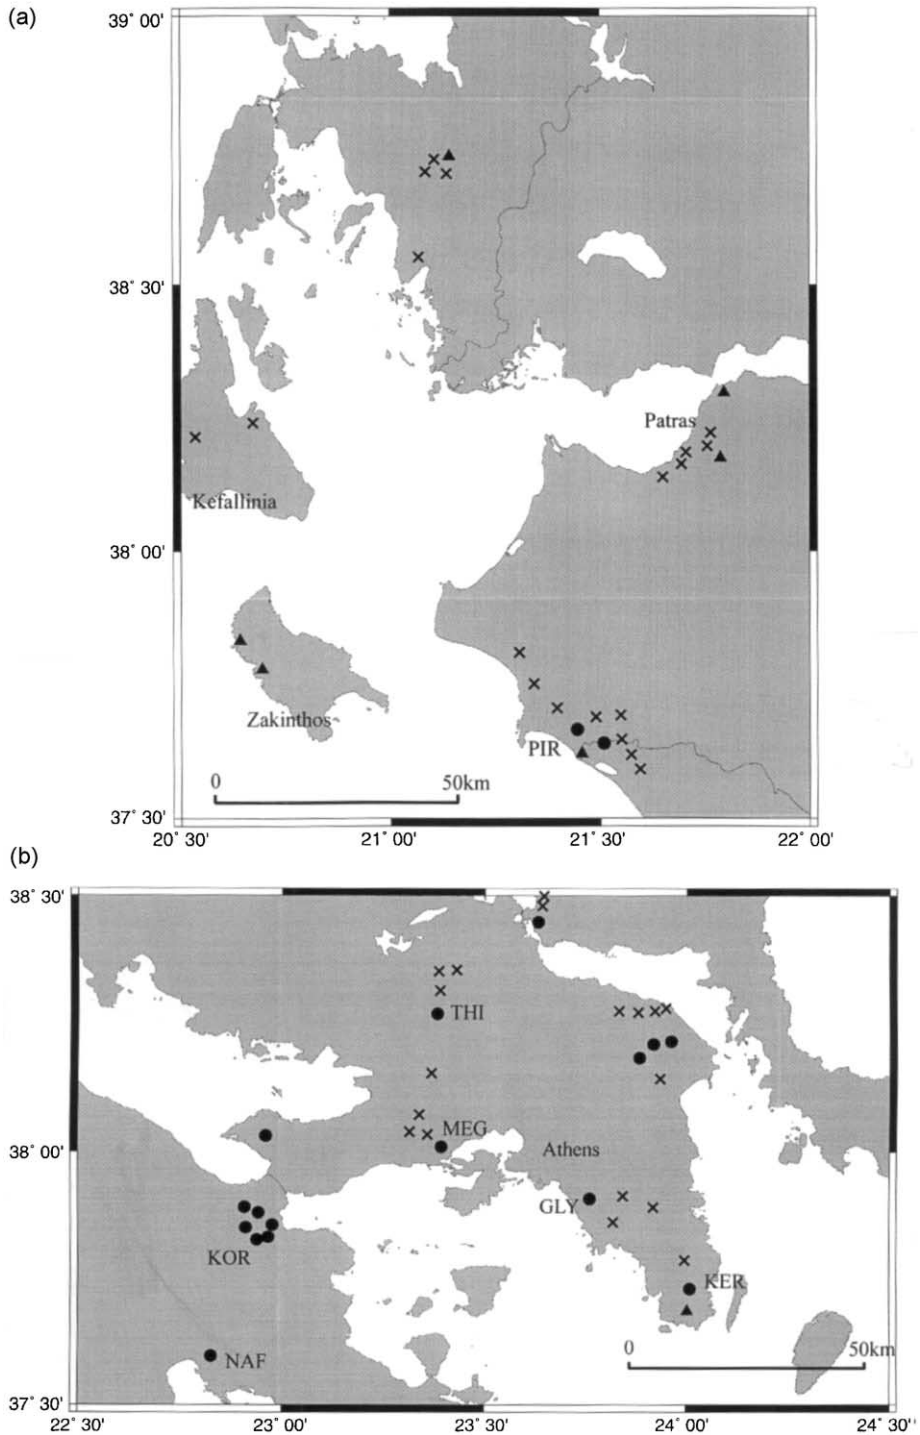 (a)
39° 00'
38° 30'
Patras
Kefallinia
38° 00'
Zakinthos
PIR
0 50km
37° 30'
20° 30' 21° 00' 21° 30' 22° 00'
(b)
38° 30'
THI
MEG
38° 00'
Athens
GLY
KOR
KER
0 50km
NAF
37° 30'
22° 30' 23° 00' 23° 30' 24° 00' 24° 30"